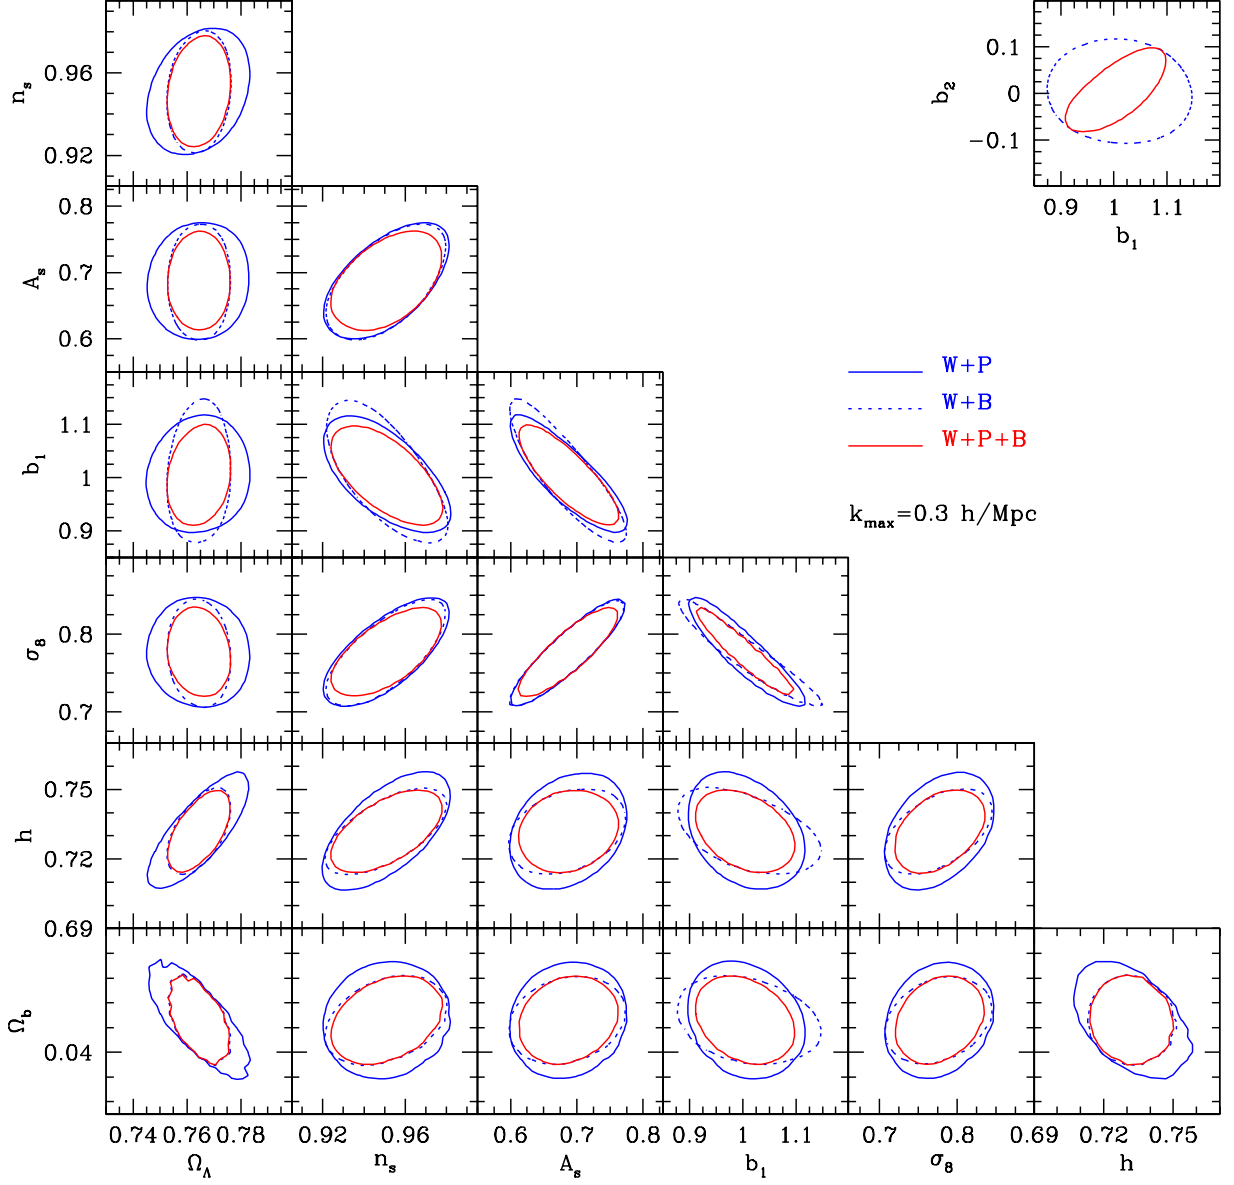 n_s 0.96 0.92
b_2 0.1 0 −0.1
0.9 1 1.1
b_1
A_s 0.8 0.7 0.6
W+P
W+B
W+P+B
b_1 1.1 1 0.9
k_max=0.3 h/Mpc
σ_8 0.8 0.7
h 0.75 0.72 0.69
Ω_b 0.04
0.74 0.76 0.78 0.92 0.96 0.6 0.7 0.8 0.9 1 1.1 0.7 0.8 0.69 0.72 0.75
Ω_Λ n_s A_s b_1 σ_8 h